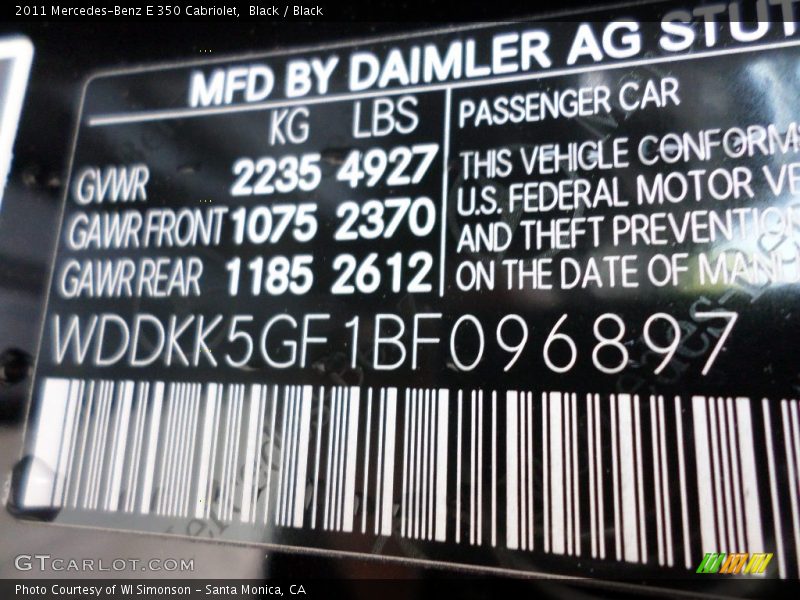 2011 Mercedes-Benz E 350 Cabriolet,  Black / Black
MFD BY DAIMLER AG STUT
KG LBS
GVWR 2235 4927
GAWR FRONT 1075 2370
GAWR REAR 1185 2612
PASSENGER CAR
THIS VEHICLE CONFORM
U.S. FEDERAL MOTOR VE
AND THEFT PREVENTION
ON THE DATE OF MAN
WDDKK5GF1BF096897
GTCARLOT.COM
Photo Courtesy of WI Simonson - Santa Monica, CA